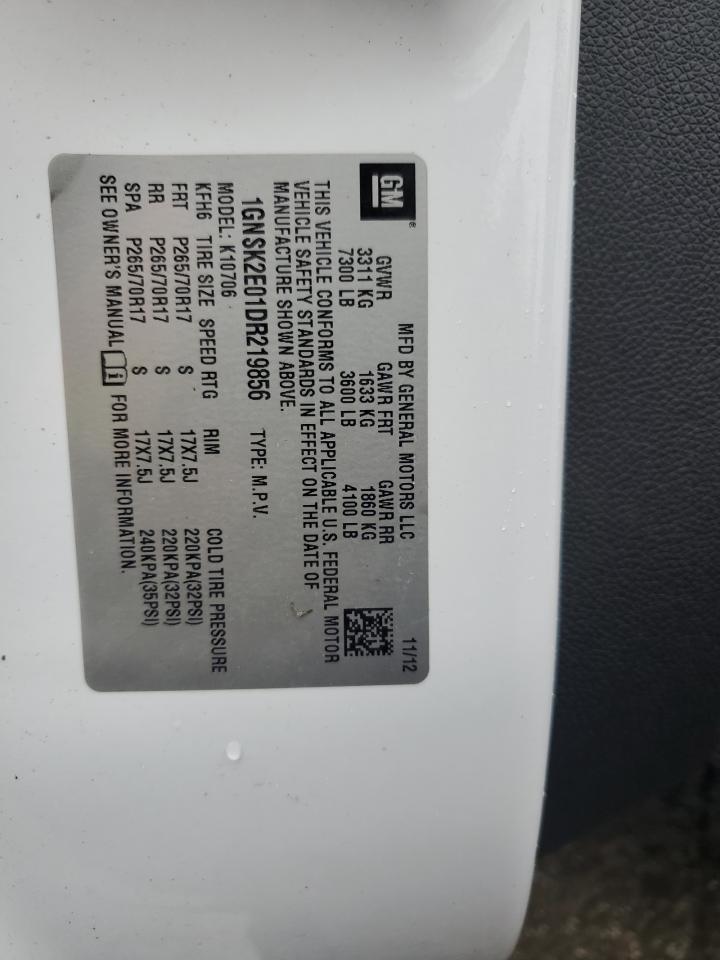 GM®
MFD BY GENERAL MOTORS LLC 11/12
GVWR GAWR FRT GAWR RR
3311 KG 1633 KG 1860 KG
7300 LB 3600 LB 4100 LB
THIS VEHICLE CONFORMS TO ALL APPLICABLE U.S. FEDERAL MOTOR
VEHICLE SAFETY STANDARDS IN EFFECT ON THE DATE OF
MANUFACTURE SHOWN ABOVE.
1GNSK2E01DR219856 TYPE: M.P.V.
MODEL: K10706
KFH6 TIRE SIZE SPEED RTG RIM COLD TIRE PRESSURE
FRT P265/70R17 S 17X7.5J 220KPA(32PSI)
RR P265/70R17 S 17X7.5J 220KPA(32PSI)
SPA P265/70R17 S 17X7.5J 240KPA(35PSI)
SEE OWNER'S MANUAL i FOR MORE INFORMATION.